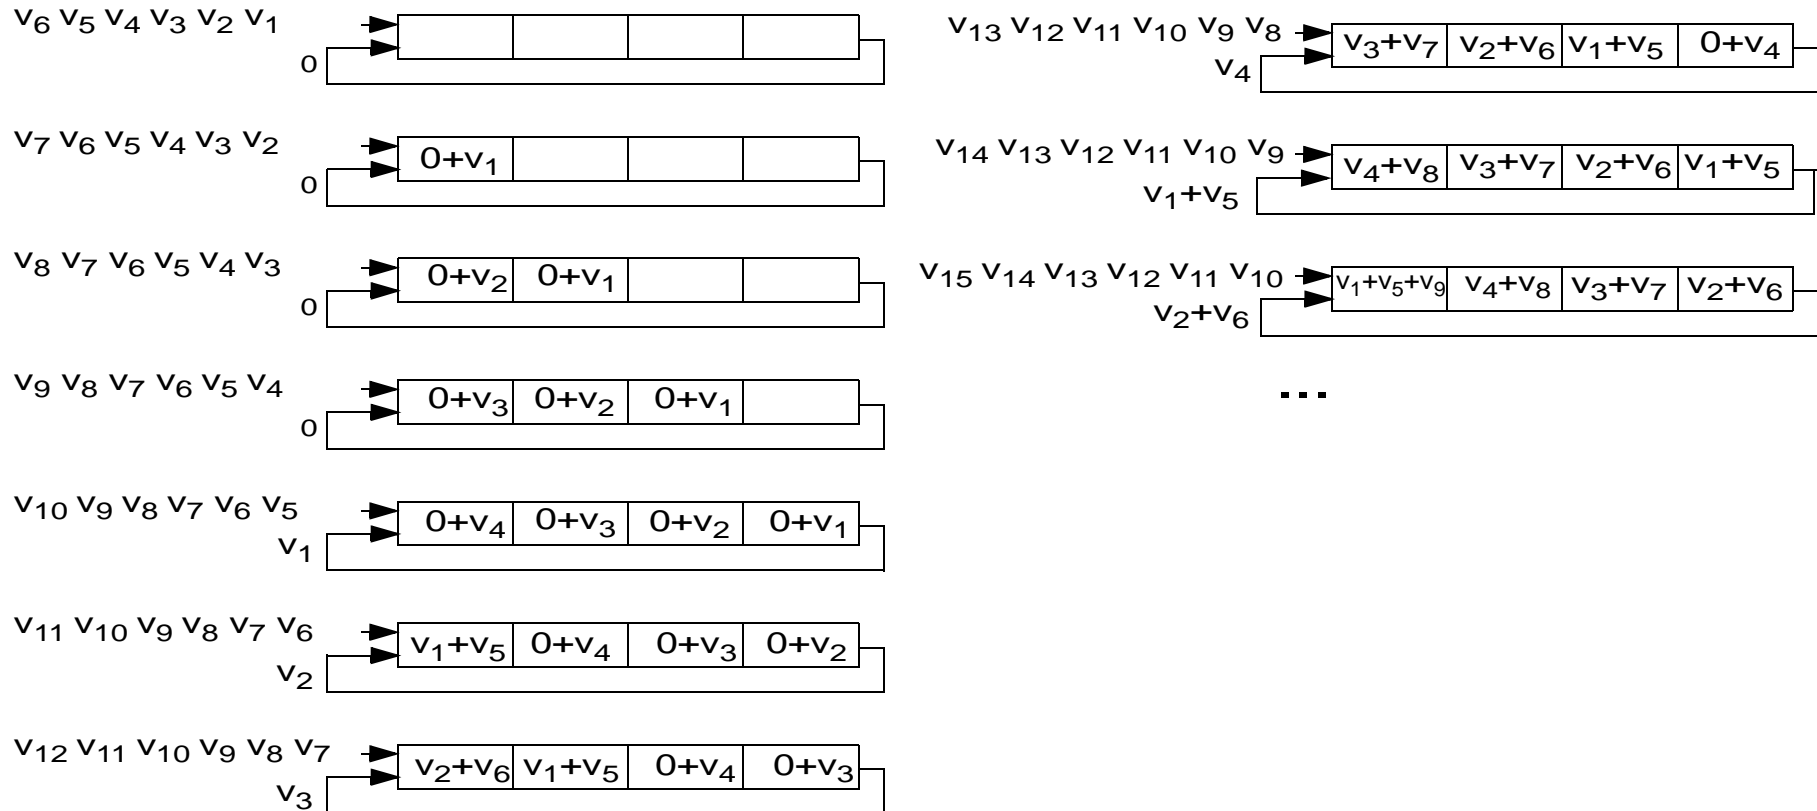 v₆ v₅ v₄ v₃ v₂ v₁
0
v₇ v₆ v₅ v₄ v₃ v₂
0+v₁
0
v₈ v₇ v₆ v₅ v₄ v₃
0+v₂ 0+v₁
0
v₉ v₈ v₇ v₆ v₅ v₄
0+v₃ 0+v₂ 0+v₁
0
v₁₀ v₉ v₈ v₇ v₆ v₅
0+v₄ 0+v₃ 0+v₂ 0+v₁
v₁
v₁₁ v₁₀ v₉ v₈ v₇ v₆
v₁+v₅ 0+v₄ 0+v₃ 0+v₂
v₂
v₁₂ v₁₁ v₁₀ v₉ v₈ v₇
v₂+v₆ v₁+v₅ 0+v₄ 0+v₃
v₃
v₁₃ v₁₂ v₁₁ v₁₀ v₉ v₈
v₃+v₇ v₂+v₆ v₁+v₅ 0+v₄
v₄
v₁₄ v₁₃ v₁₂ v₁₁ v₁₀ v₉
v₄+v₈ v₃+v₇ v₂+v₆ v₁+v₅
v₁+v₅
v₁₅ v₁₄ v₁₃ v₁₂ v₁₁ v₁₀
v₁+v₅+v₉ v₄+v₈ v₃+v₇ v₂+v₆
v₂+v₆
...